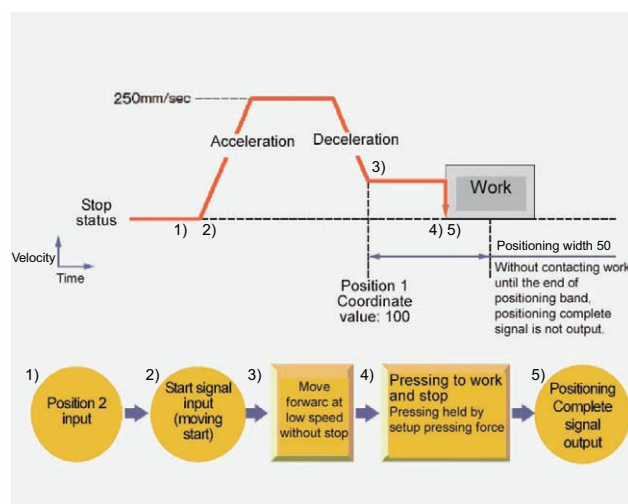 250mm/sec
Acceleration
Deceleration
3)
Work
Stop
status
1)
2)
4)
5)
Velocity
Time
Positioning width 50
Position 1
Coordinate
value: 100
Without contacting work
until the end of
positioning band,
positioning complete
signal is not output.
1)
Position 2
input
2)
Start signal
input
(moving
start)
3)
Move
forwarc at
low speed
without stop
4)
Pressing to work
and stop
Pressing held by
setup pressing force
5)
Positioning
Complete
signal
output